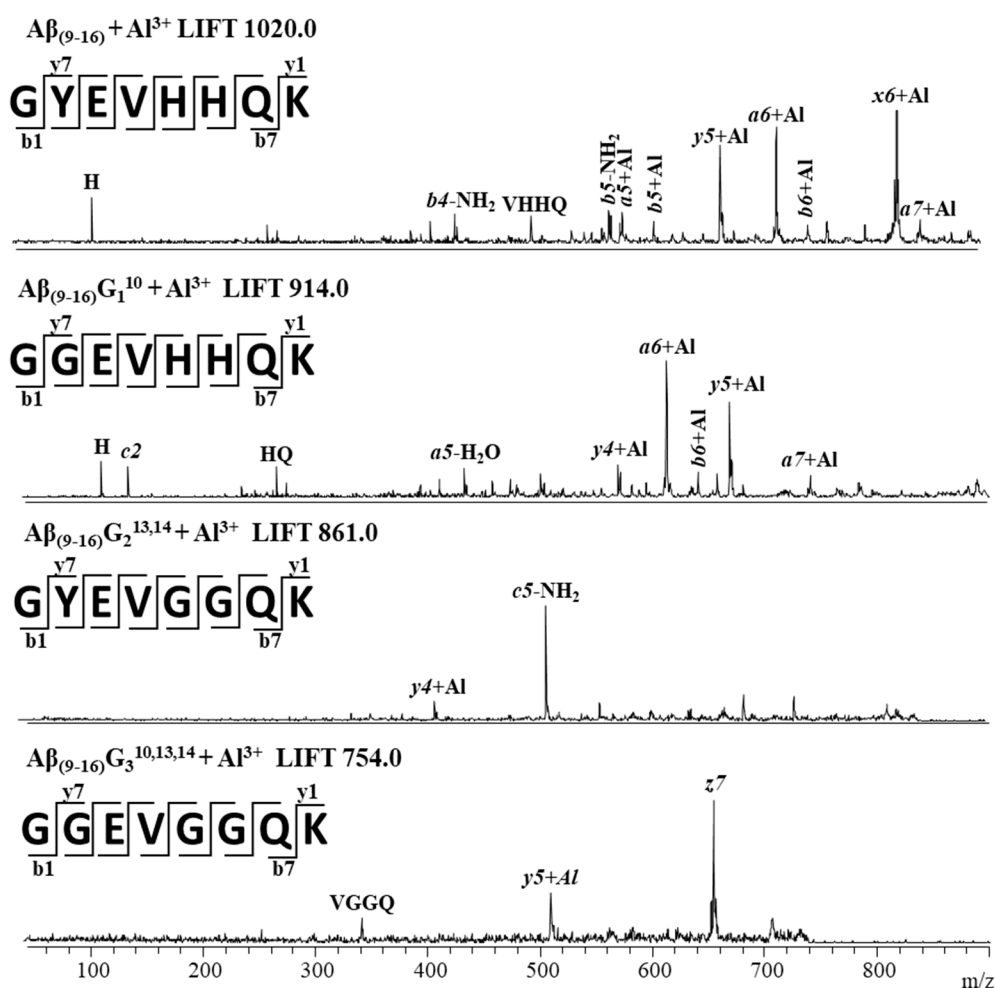 Aβ(9-16) + Al3+ LIFT 1020.0
y7 y1
GYEVHHQK
b1 b7
H
b4-NH2
VHHQ
b5-NH2
a5+Al
b5+Al
y5+Al
a6+Al
b6+Al
x6+Al
a7+Al
Aβ(9-16)G1^10 + Al3+ LIFT 914.0
y7 y1
GGEVHHQK
b1 b7
H
c2
HQ
a5-H2O
y4+Al
a6+Al
b6+Al
y5+Al
a7+Al
Aβ(9-16)G2^13,14 + Al3+ LIFT 861.0
y7 y1
GYEVGGQK
b1 b7
y4+Al
c5-NH2
Aβ(9-16)G3^10,13,14 + Al3+ LIFT 754.0
y7 y1
GGEVGGQK
b1 b7
VGGQ
y5+Al
z7
100 200 300 400 500 600 700 800
m/z